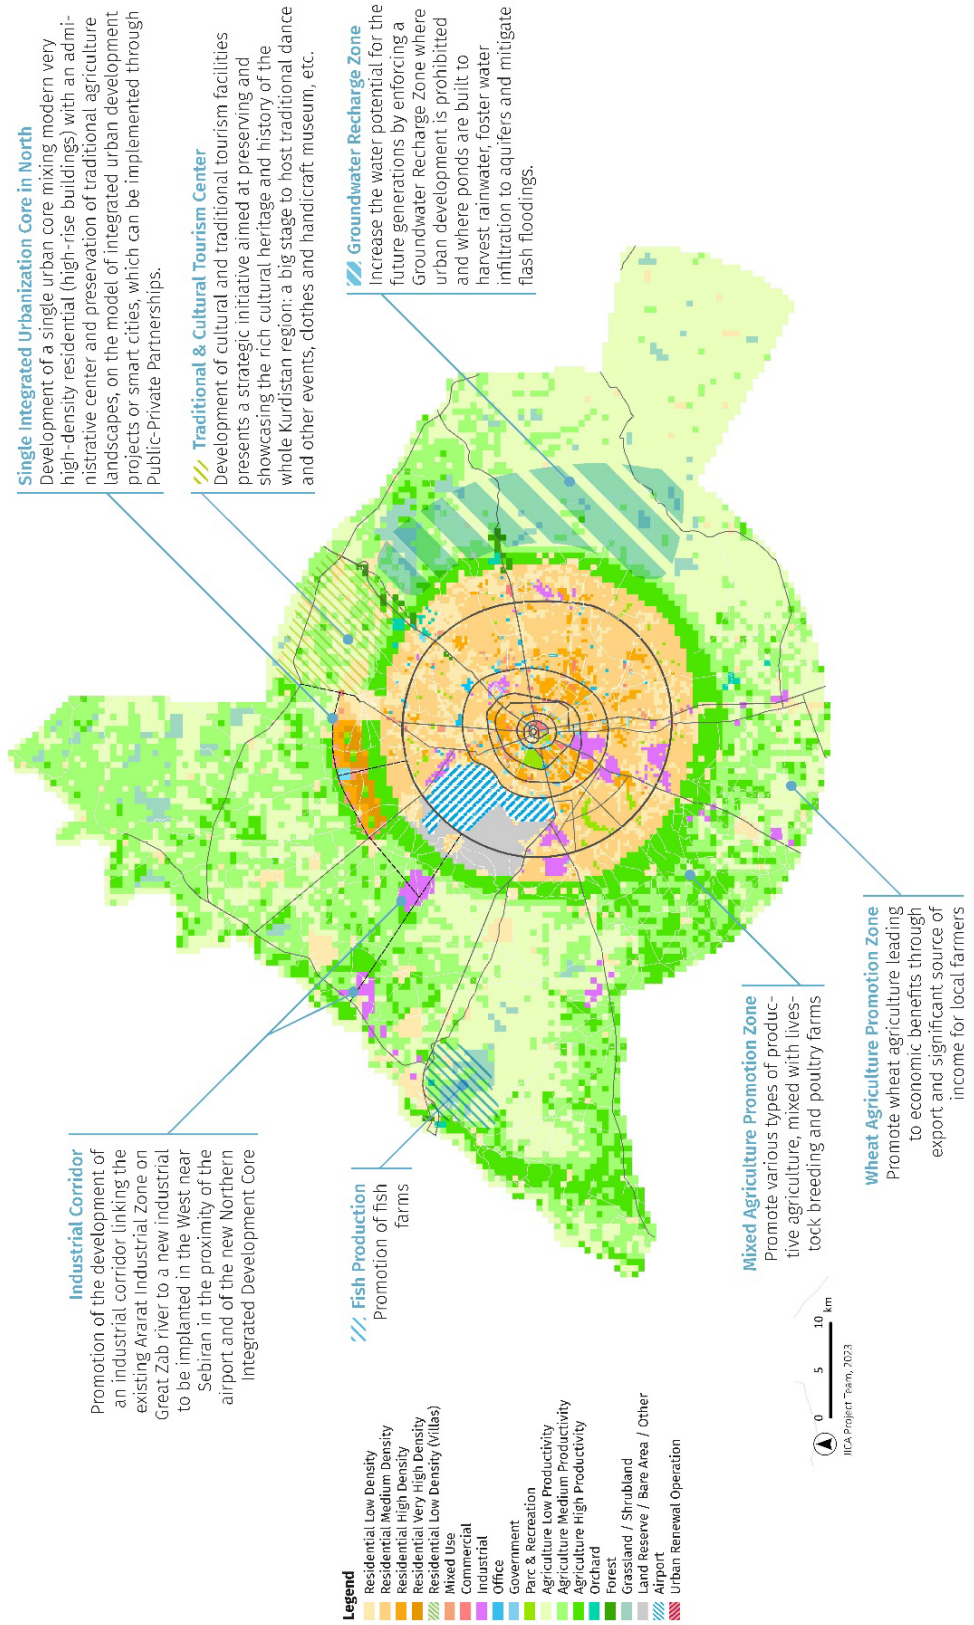 Single Integrated Urbanization Core in North
Development of a single urban core mixing modern very
high-density residential (high-rise buildings) with an admi-
nistrative center and preservation of traditional agriculture
landscapes, on the model of integrated urban development
projects or smart cities, which can be implemented through
Public-Private Partnerships.
Traditional & Cultural Tourism Center
Development of cultural and traditional tourism facilities
presents a strategic initiative aimed at preserving and
showcasing the rich cultural heritage and history of the
whole Kurdistan region: a big stage to host traditional dance
and other events, clothes and handicraft museum, etc.
Groundwater Recharge Zone
Increase the water potential for the
future generations by enforcing a
Groundwater Recharge Zone where
urban development is prohibitted
and where ponds are built to
harvest rainwater, foster water
infiltration to aquifers and mitigate
flash floodings.
Industrial Corridor
Promotion of the development of
an industrial corridor linking the
existing Ararat Industrial Zone on
Great Zab river to a new industrial
to be implanted in the West near
Sebiran in the proximity of the
airport and of the new Northern
Integrated Development Core
Fish Production
Promotion of fish
farms
Mixed Agriculture Promotion Zone
Promote various types of produc-
tive agriculture, mixed with lives-
tock breeding and poultry farms
Wheat Agriculture Promotion Zone
Promote wheat agriculture leading
to economic benefits through
export and significant source of
income for local farmers
Legend
Residential Low Density
Residential Medium Density
Residential High Density
Residential Very High Density
Residential Low Density (Villas)
Mixed Use
Commercial
Industrial
Office
Government
Parc & Recreation
Agriculture Low Productivity
Agriculture Medium Productivity
Agriculture High Productivity
Orchard
Forest
Grassland / Shrubland
Land Reserve / Bare Area / Other
Airport
Urban Renewal Operation
0 5 10
km
JICA Project Team, 2023